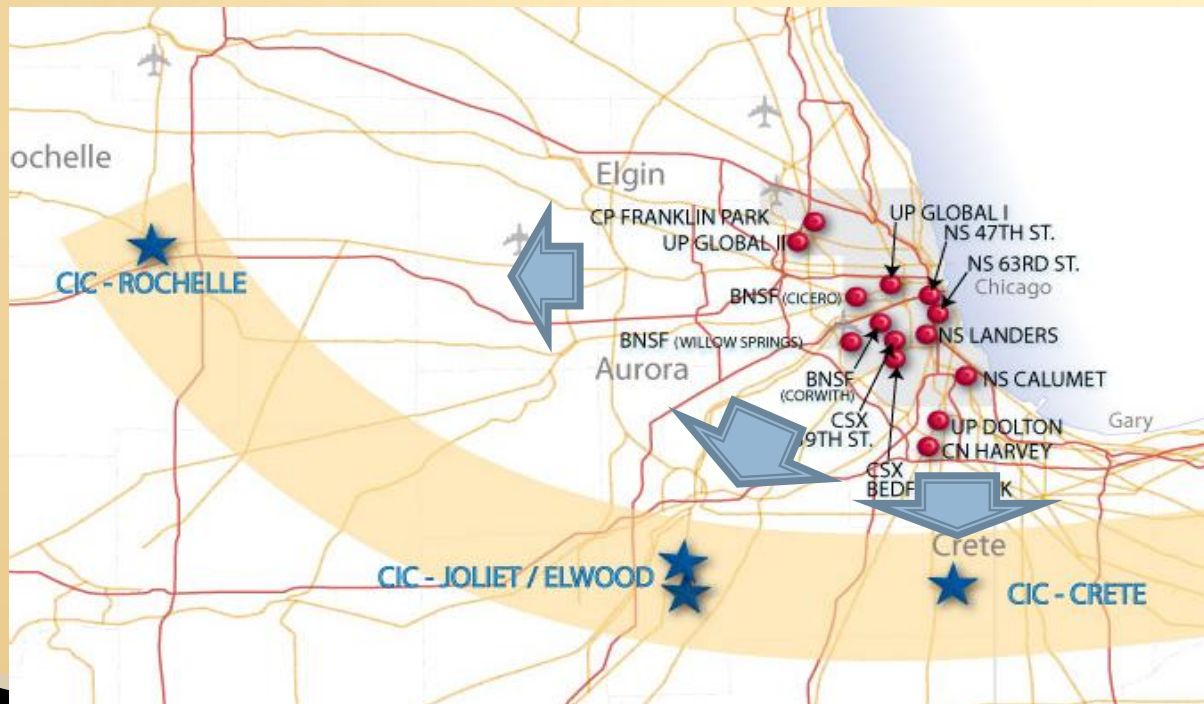 ochelle
Elgin
CP FRANKLIN PARK
UP GLOBAL II
UP GLOBAL I
NS 47TH ST.
NS 63RD ST.
Chicago
CIC - ROCHELLE
BNSF (CICERO)
BNSF (WILLOW SPRINGS)
NS LANDERS
Aurora
BNSF
(CORWITH)
NS CALUMET
CSX
9TH ST.
UP DOLTON
Gary
CN HARVEY
CSX
Crete
CIC - JOLIET / ELWOOD
CIC - CRETE